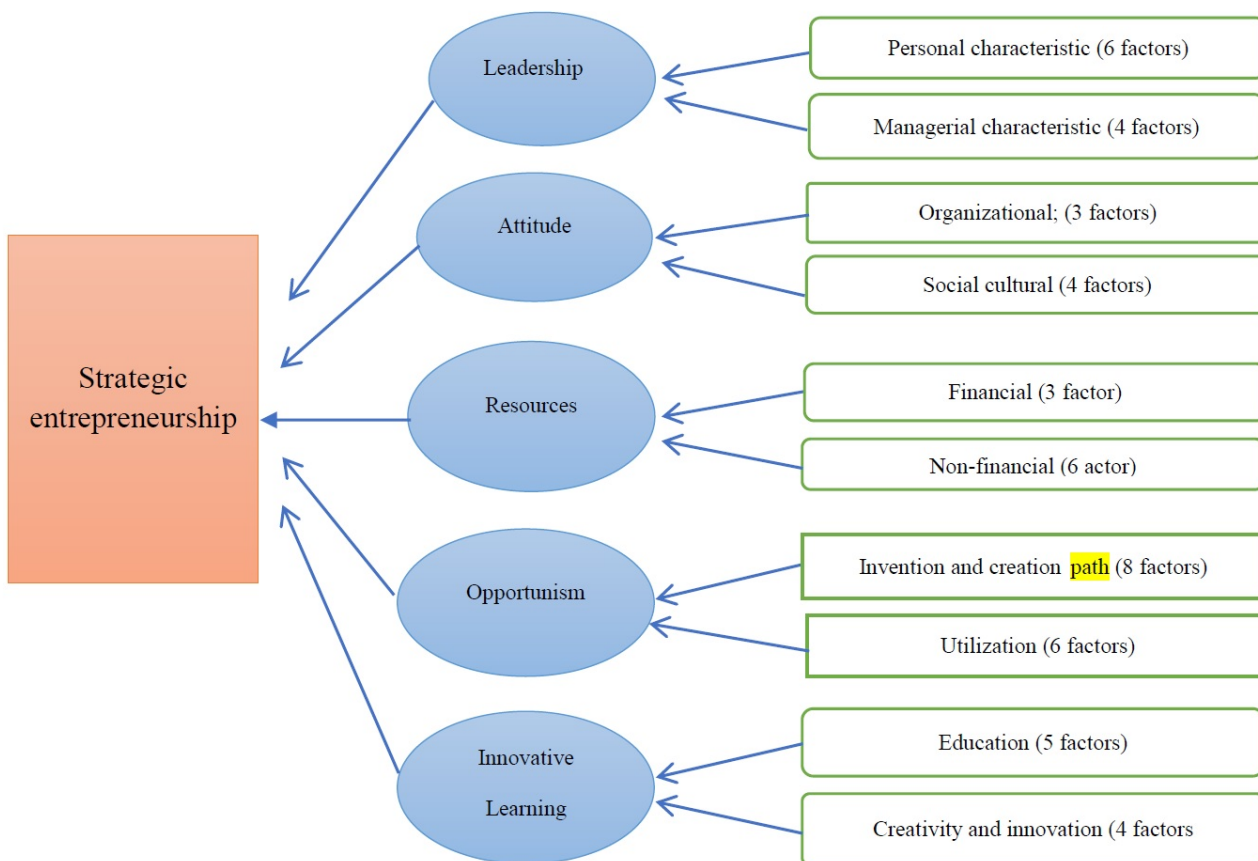 Leadership
Personal characteristic (6 factors)
Managerial characteristic (4 factors)
Attitude
Organizational; (3 factors)
Social cultural (4 factors)
Strategic
entrepreneurship
Resources
Financial (3 factor)
Non-financial (6 actor)
Opportunism
Invention and creation path (8 factors)
Utilization (6 factors)
Innovative
Learning
Education (5 factors)
Creativity and innovation (4 factors